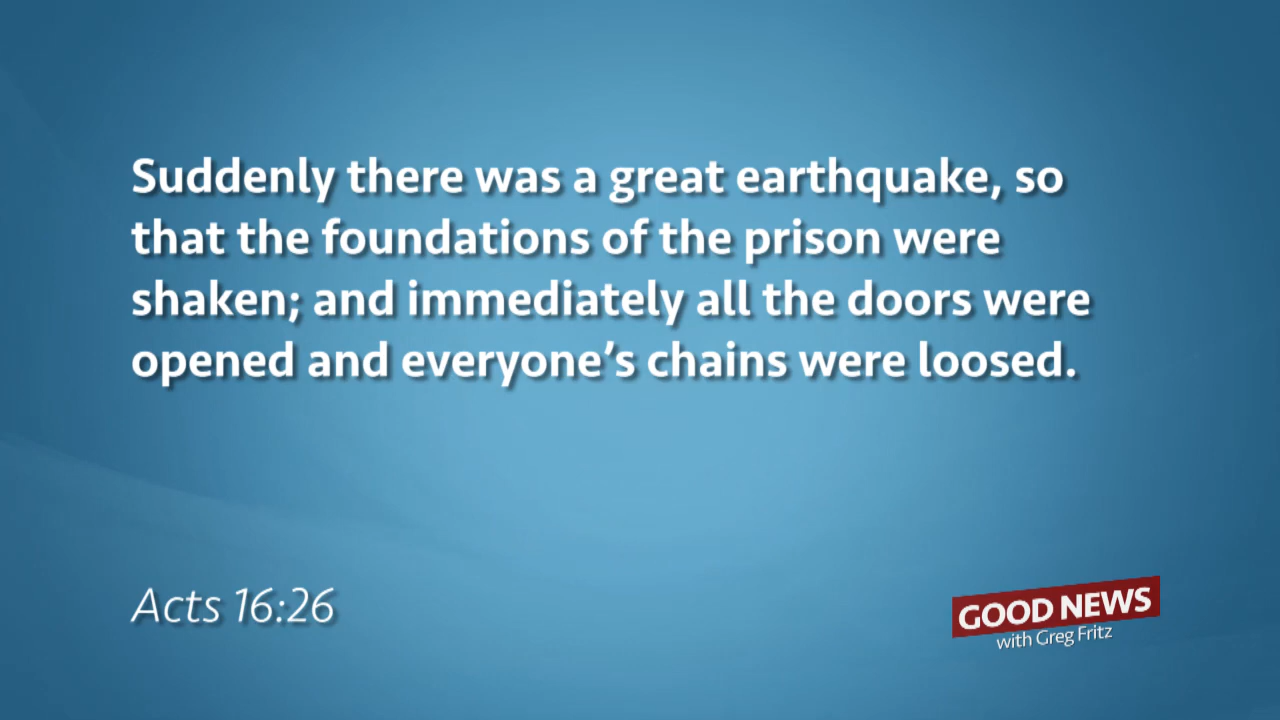 Suddenly there was a great earthquake, so
that the foundations of the prison were
shaken; and immediately all the doors were
opened and everyone’s chains were loosed.
Acts 16:26
GOOD NEWS
with Greg Fritz